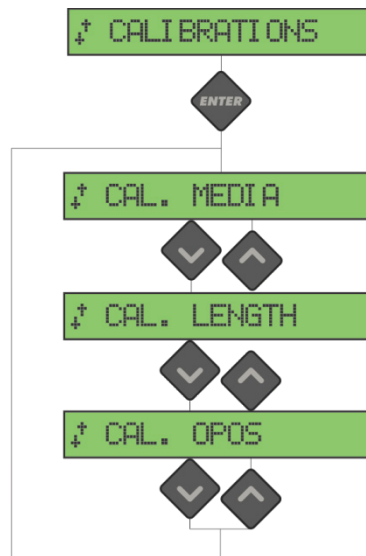 CALIBRATIONS
ENTER
CAL. MEDIA
CAL. LENGTH
CAL. OPOS